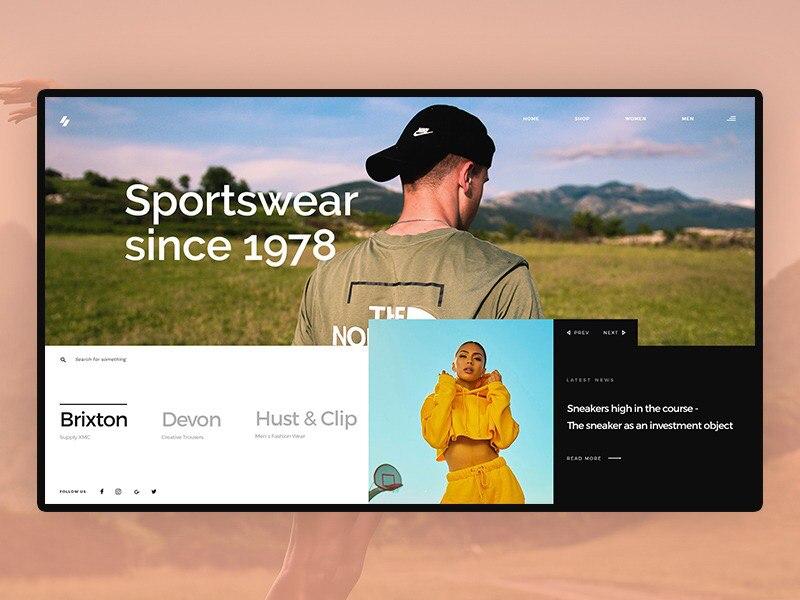 HOME SHOP WOMEN MEN
Sportswear
since 1978
THE
PREV NEXT
Search for something
LATEST NEWS
Brixton Devon Hust & Clip
Supply XMC Creative Trousers Men's Fashion Wear
Sneakers high in the course -
The sneaker as an investment object
READ MORE
FOLLOW US